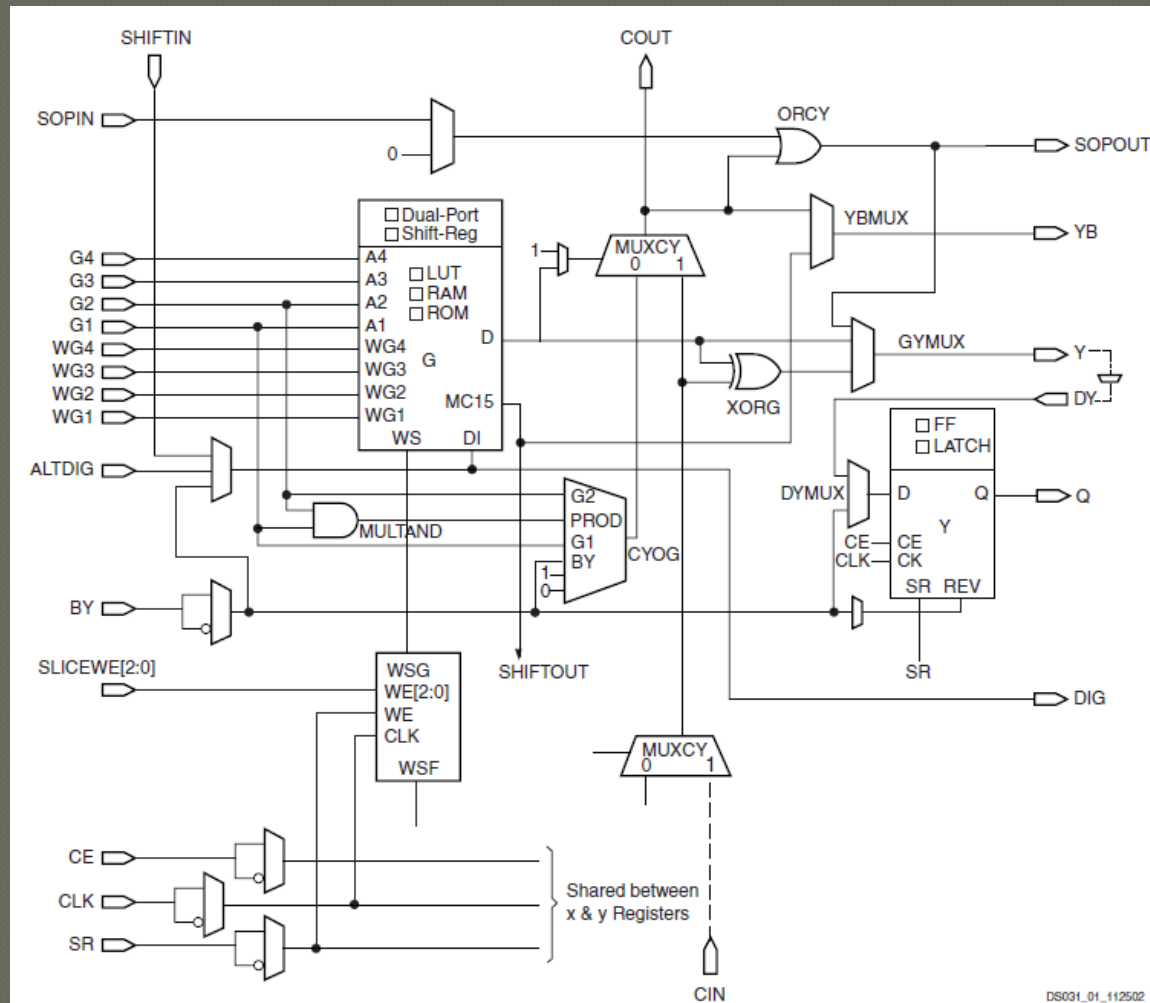 SHIFTIN
COUT
SOPIN
ORCY
0
SOPOUT
Dual-Port
Shift-Reg
YBMUX
YB
G4
A4
1
MUXCY
0 1
G3
A3
LUT
G2
A2
RAM
G1
A1
ROM
WG4
WG4
D
GYMUX
Y
WG3
WG3
G
WG2
WG2
XORG
DY
WG1
WG1
MC15
WS
DI
FF
LATCH
ALTDIG
DYMUX
D
Q
Q
G2
PROD
MULTAND
G1
CYOG
Y
BY
CE
CE
1
CLK
CK
0
BY
SR REV
SLICEWE[2:0]
WSG
SHIFTOUT
SR
WE[2:0]
DIG
WE
CLK
MUXCY
0 1
WSF
CE
CLK
Shared between
x & y Registers
SR
CIN
DS031_01_112502